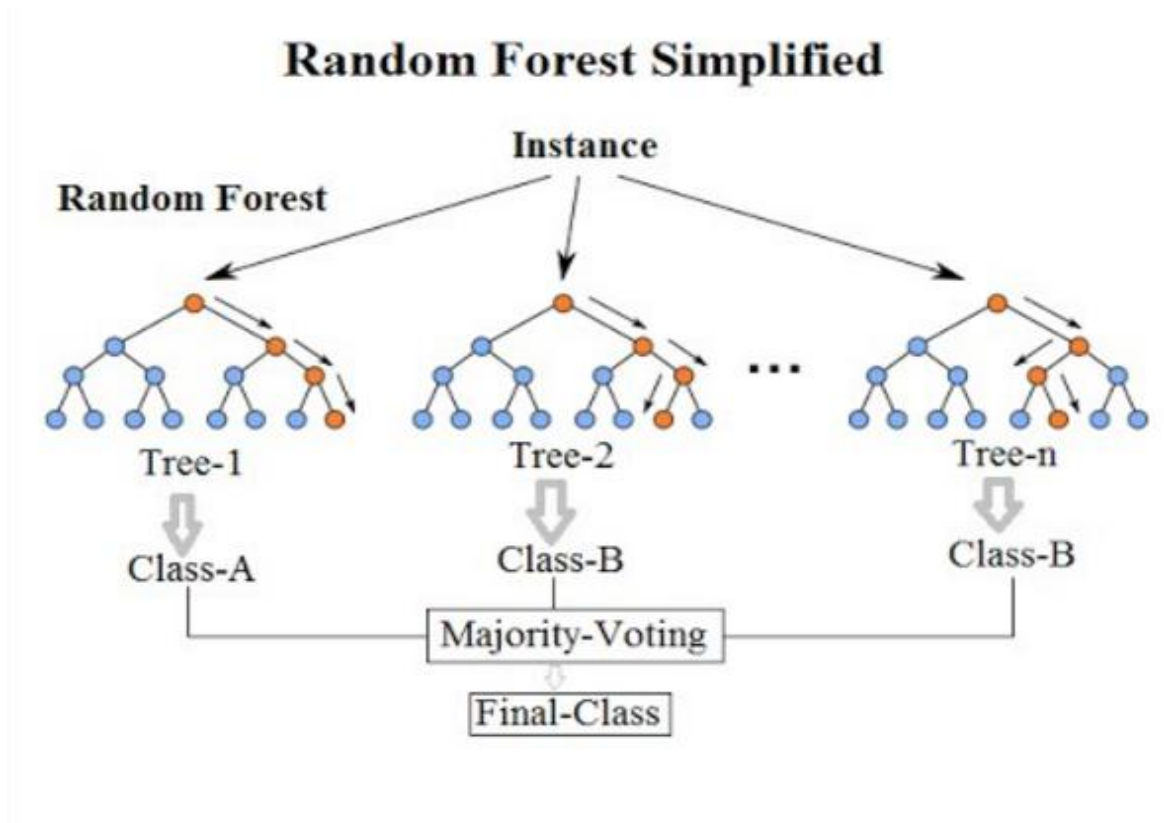 Random Forest Simplified
Instance
Random Forest
...
Tree-1
Tree-2
Tree-n
Class-A
Class-B
Class-B
Majority-Voting
Final-Class